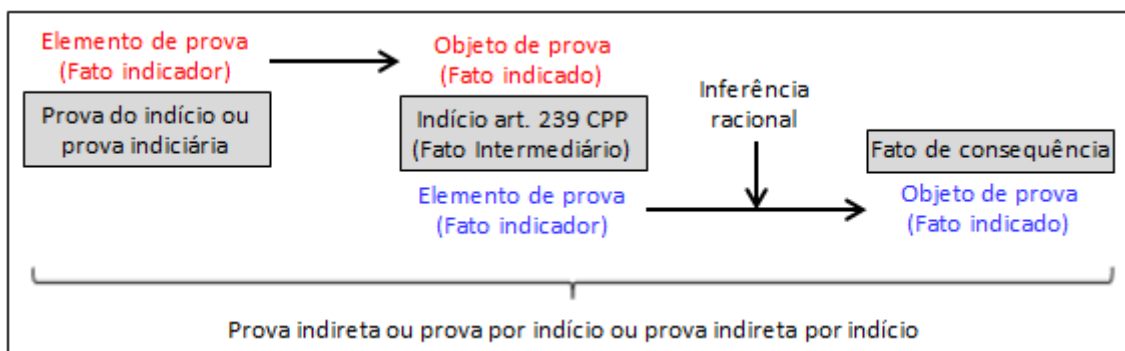 Elemento de prova
(Fato indicador)
Prova do indício ou
prova indiciária
Objeto de prova
(Fato indicado)
Indício art. 239 CPP
(Fato Intermediário)
Elemento de prova
(Fato indicador)
Inferência
racional
Fato de consequência
Objeto de prova
(Fato indicado)
Prova indireta ou prova por indício ou prova indireta por indício